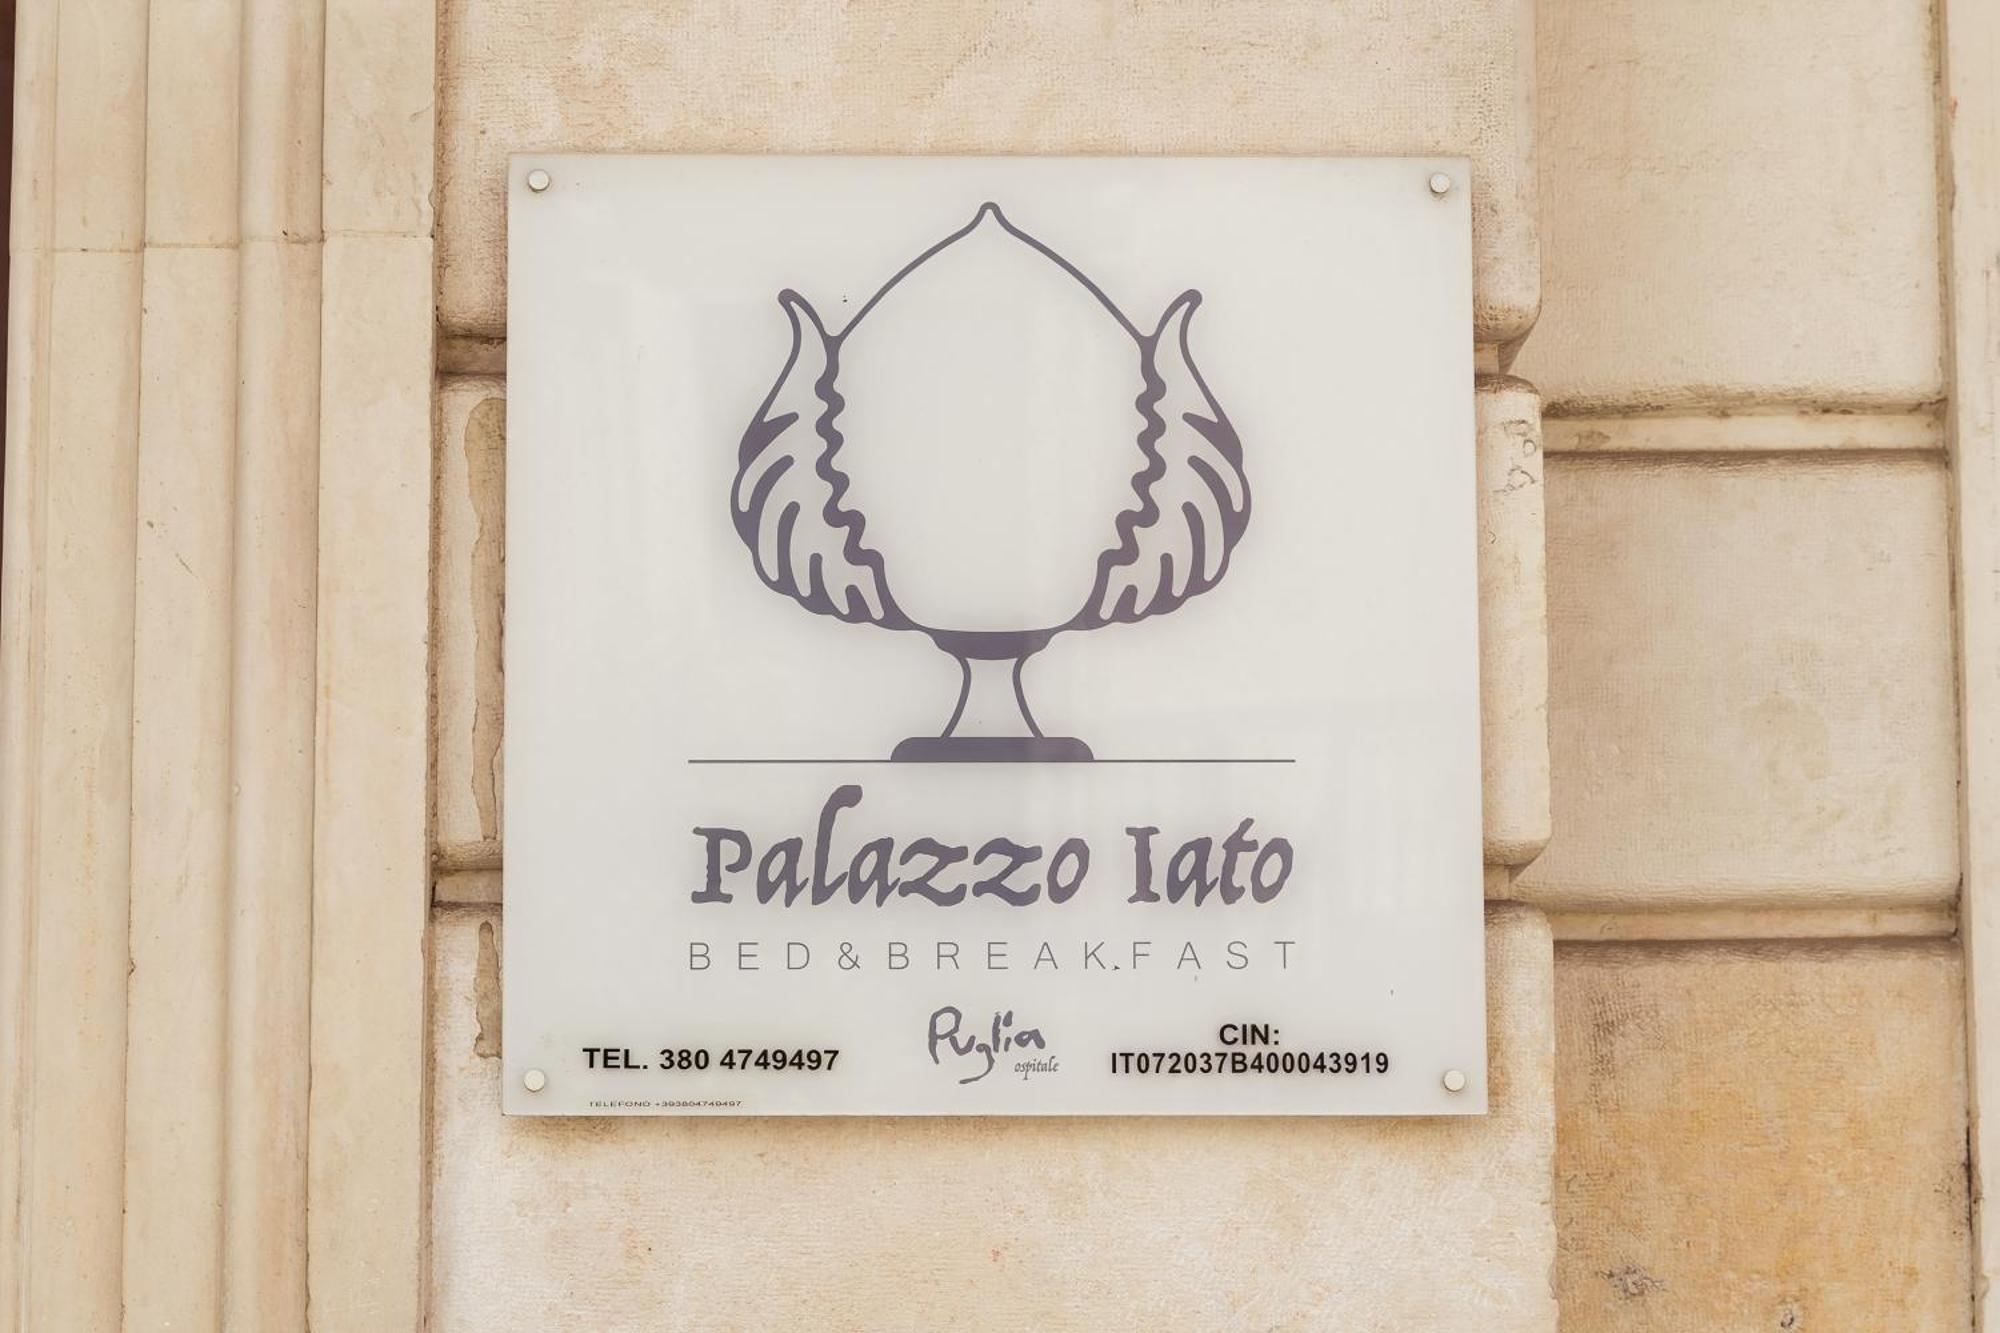 Palazzo Iato
BED&BREAKFAST
Puglia
ospitale
TEL. 380 4749497
CIN:
IT072037B400043919
TELEFONO +393804749497